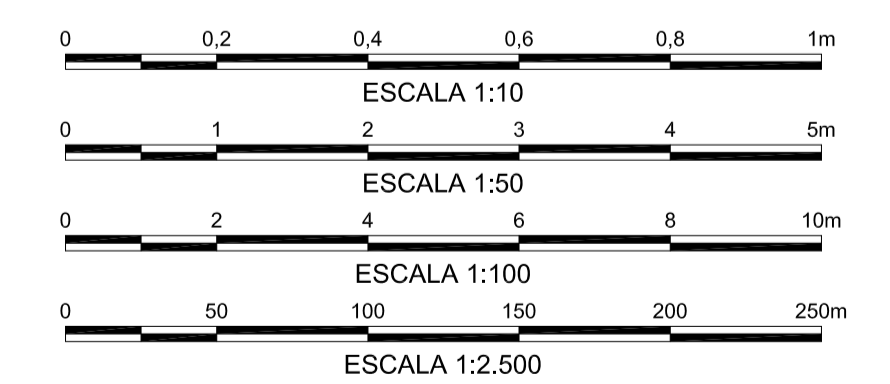 0 0,2 0,4 0,6 0,8 1m
ESCALA 1:10
0 1 2 3 4 5m
ESCALA 1:50
0 2 4 6 8 10m
ESCALA 1:100
0 50 100 150 200 250m
ESCALA 1:2.500